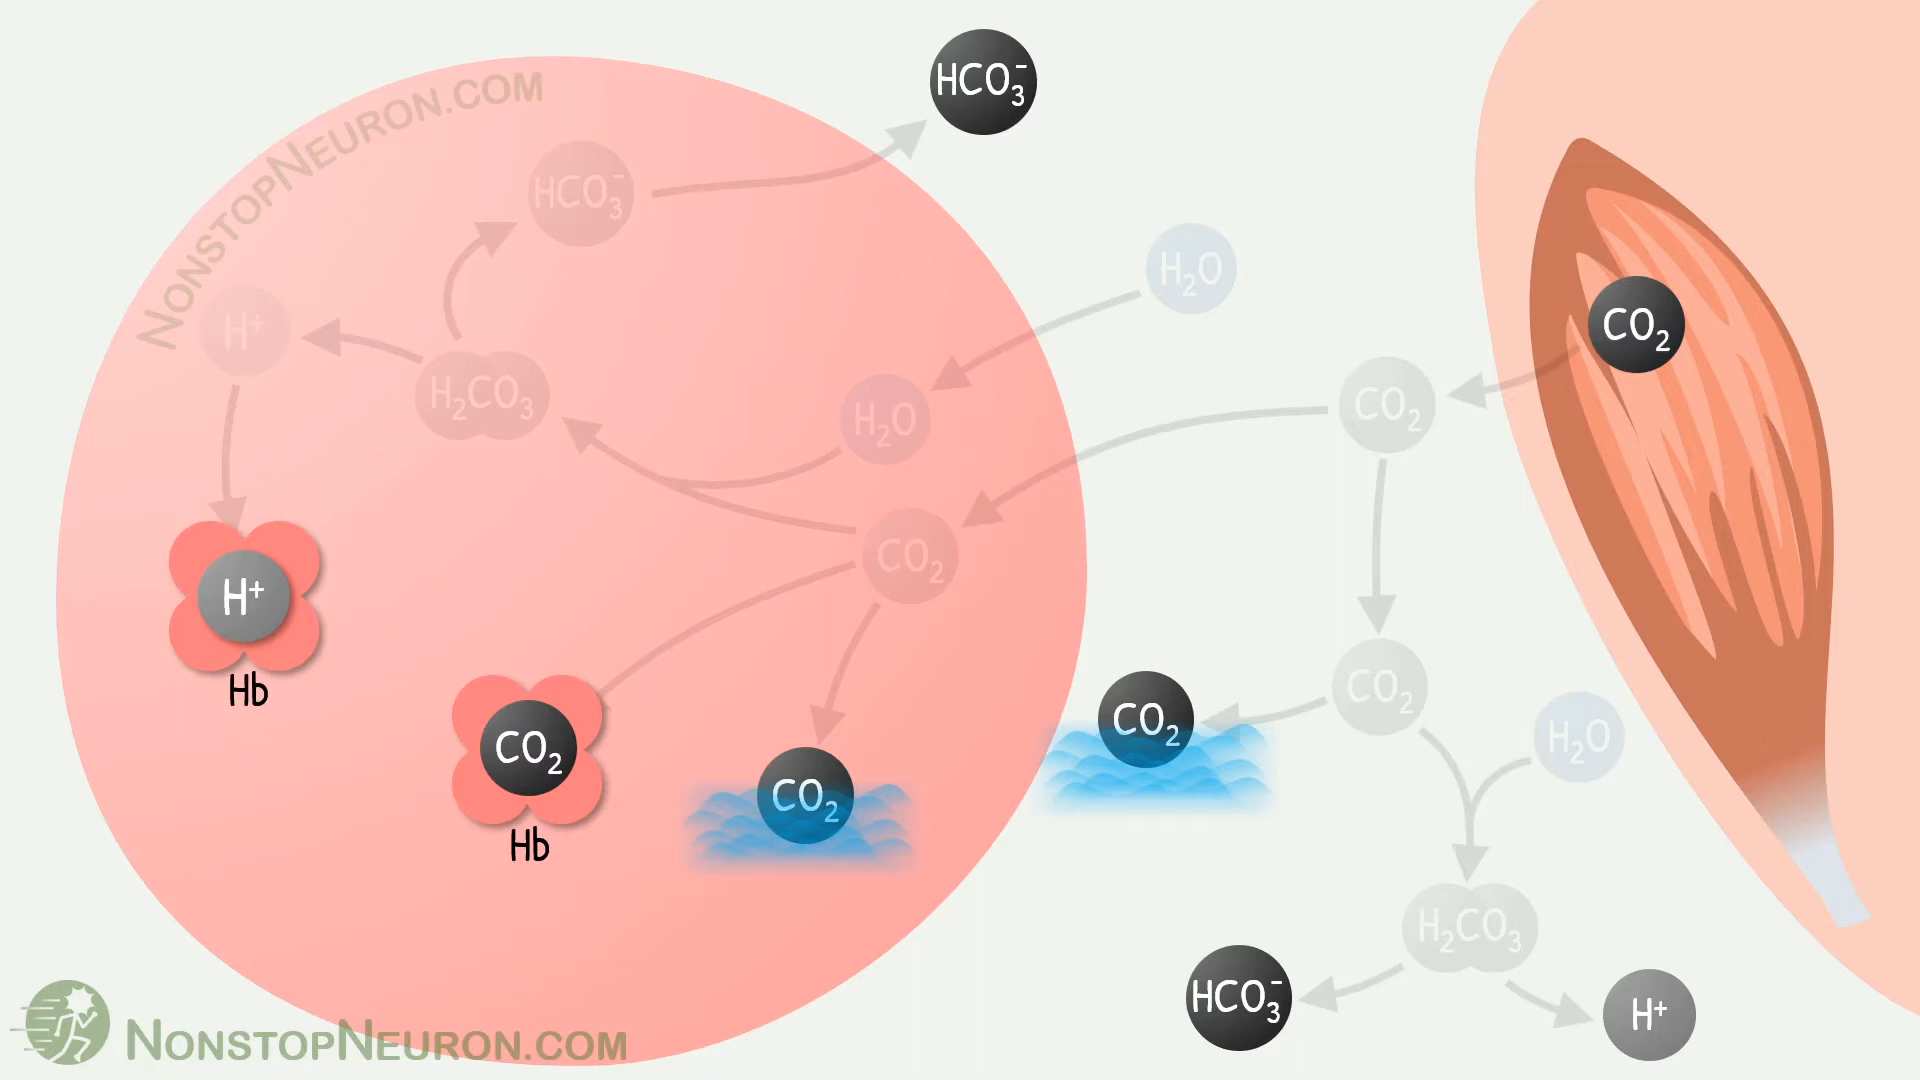 NONSTOPNEURON.COM
HCO₃⁻
HCO₃⁻
H₂O
H⁺
CO₂
H₂CO₃
H₂O
CO₂
CO₂
H⁺
Hb
CO₂
Hb
CO₂
CO₂
CO₂
H₂O
H₂CO₃
HCO₃⁻
H⁺
NONSTOPNEURON.COM